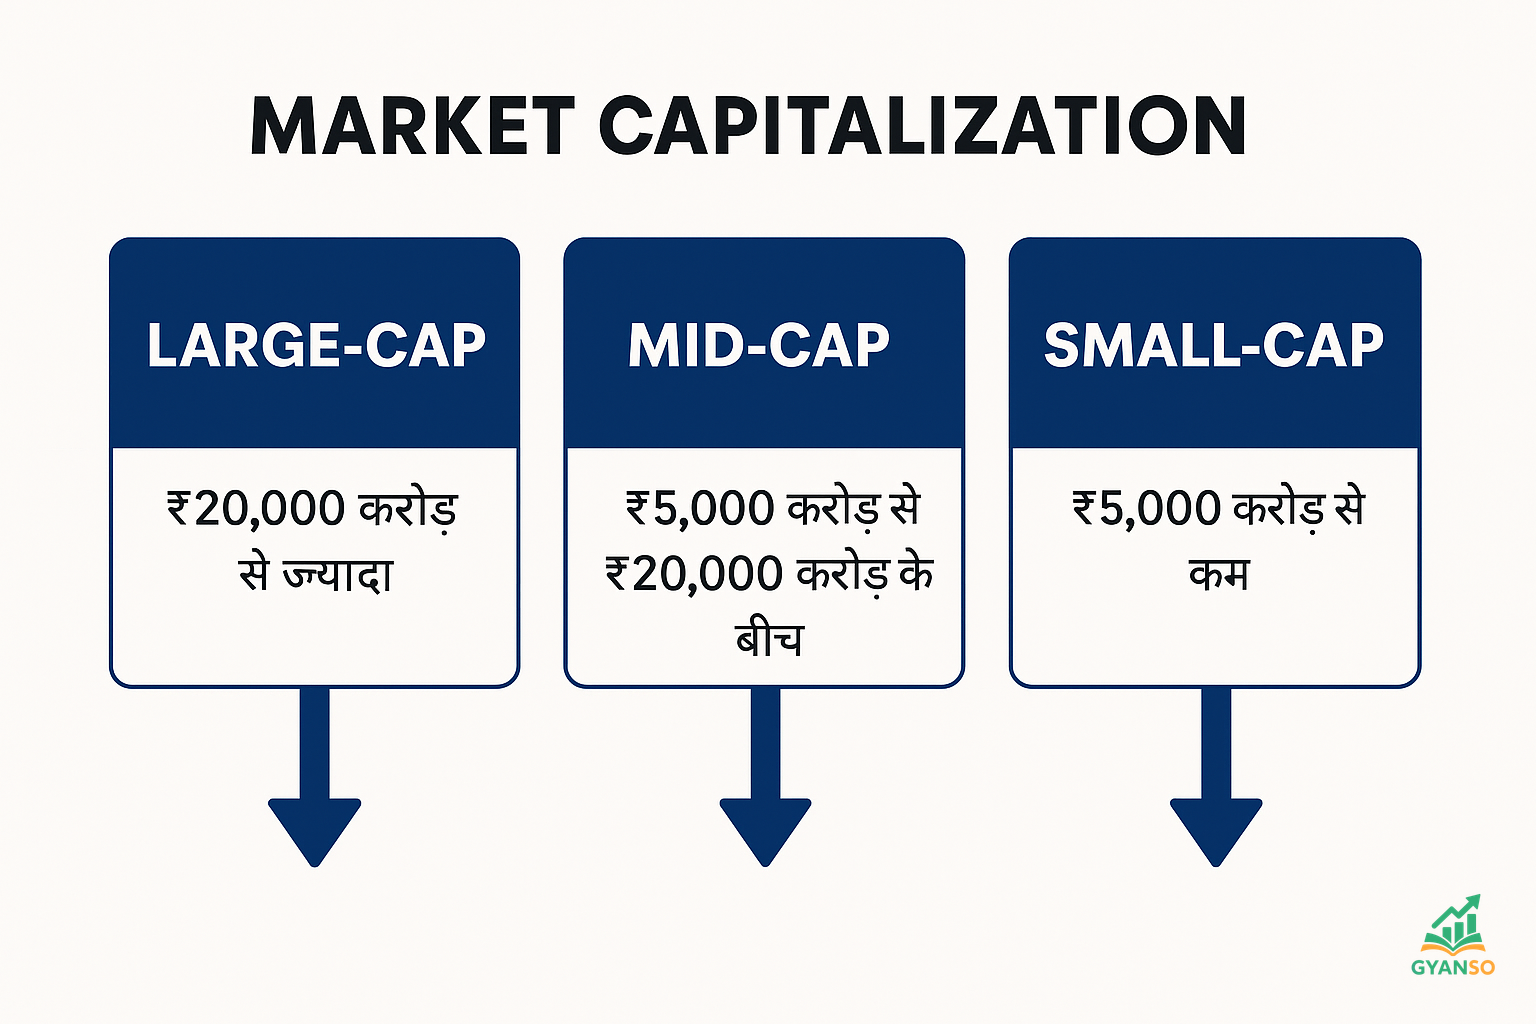 MARKET CAPITALIZATION
LARGE-CAP
₹20,000 करोड़
से ज्यादा
MID-CAP
₹5,000 करोड़ से
₹20,000 करोड़ के
बीच
SMALL-CAP
₹5,000 करोड़ से
कम
GYANSO